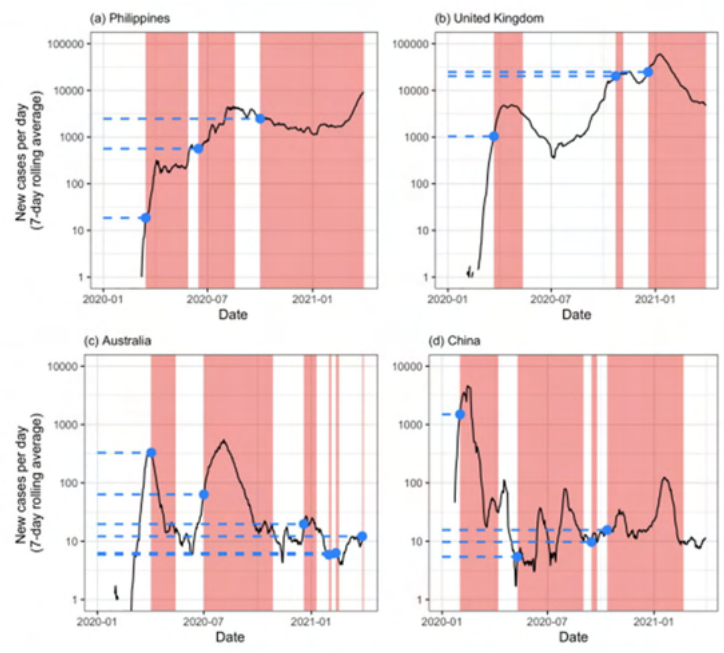 (a) Philippines
100000
10000
1000
100
10
1
New cases per day
(7-day rolling average)
2020-01
2020-07
2021-01
Date
(b) United Kingdom
100000
10000
1000
100
10
1
2020-01
2020-07
2021-01
Date
(c) Australia
10000
1000
100
10
1
New cases per day
(7-day rolling average)
2020-01
2020-07
2021-01
Date
(d) China
10000
1000
100
10
1
2020-01
2020-07
2021-01
Date